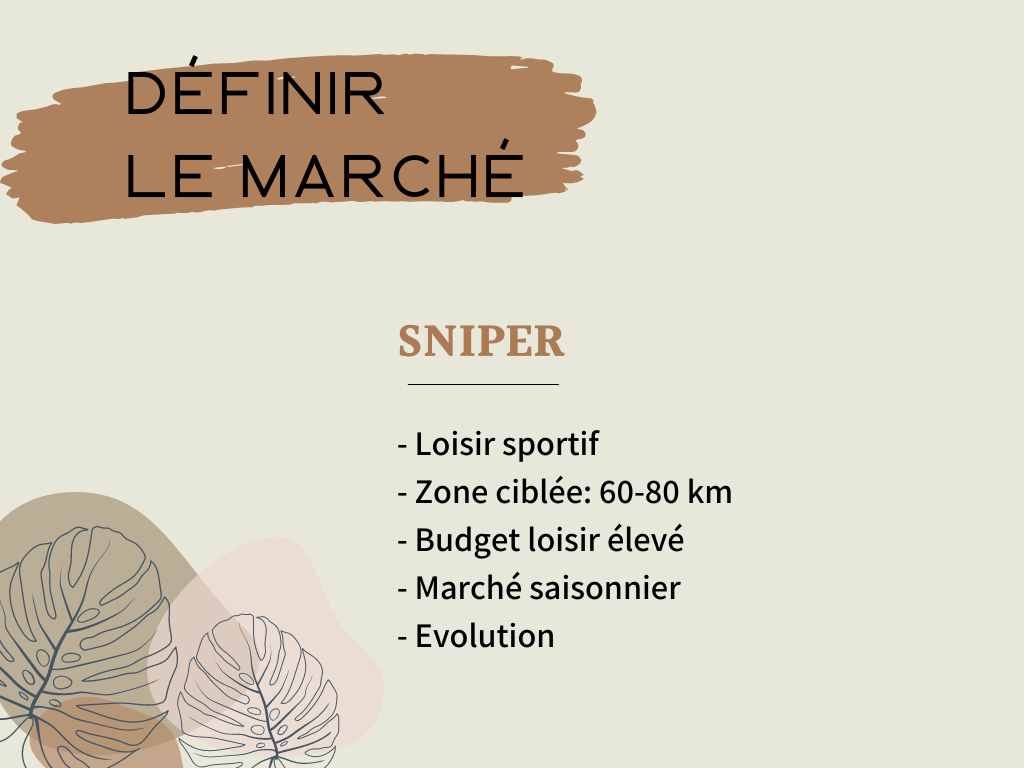 DÉFINIR
LE MARCHÉ
SNIPER
- Loisir sportif
- Zone ciblée: 60-80 km
- Budget loisir élevé
- Marché saisonnier
- Evolution